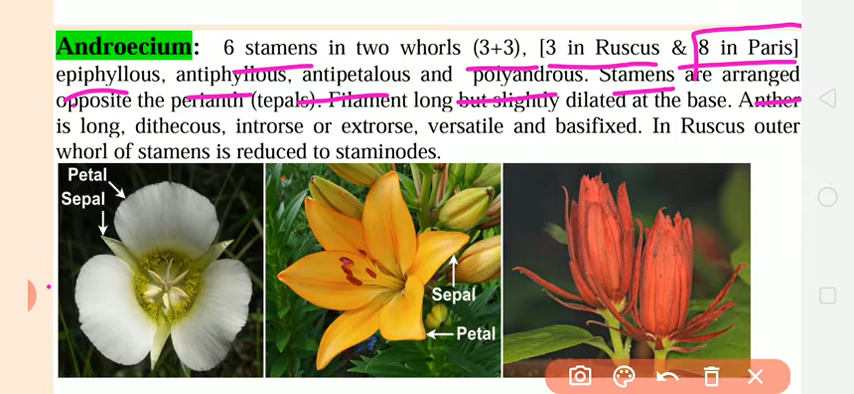 Androecium: 6 stamens in two whorls (3+3), [3 in Ruscus & 8 in Paris]
epiphyllous, antiphyllous, antipetalous and polyandrous. Stamens are arranged
opposite the perianth (tepals). Filament long but slightly dilated at the base. Anther
is long, dithecous, introrse or extrorse, versatile and basifixed. In Ruscus outer
whorl of stamens is reduced to staminodes.
Petal
Sepal
Sepal
Petal